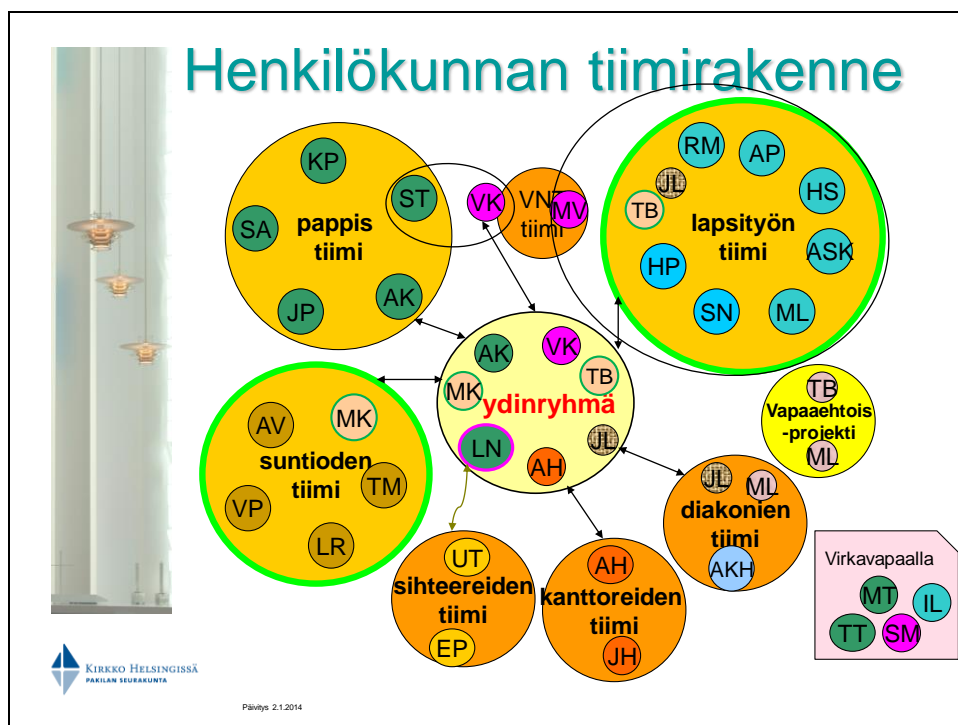 Henkilökunnan tiimirakenne
KP
ST
SA
pappis
tiimi
JP
AK
VK
VNT
tiimi
MV
RM
AP
JL
TB
HS
lapsityön
tiimi
ASK
HP
SN
ML
AK
VK
MK
TB
ydinryhmä
LN
JL
AH
AV
MK
suntioden
tiimi
TM
VP
LR
TB
Vapaaehtois
-projekti
ML
JL
ML
diakonien
tiimi
AKH
UT
sihteereiden
tiimi
EP
AH
kanttoreiden
tiimi
JH
Virkavapaalla
MT
IL
TT
SM
KIRKKO HELSINGISSÄ
PAKILAN SEURAKUNTA
Päivitys 2.1.2014